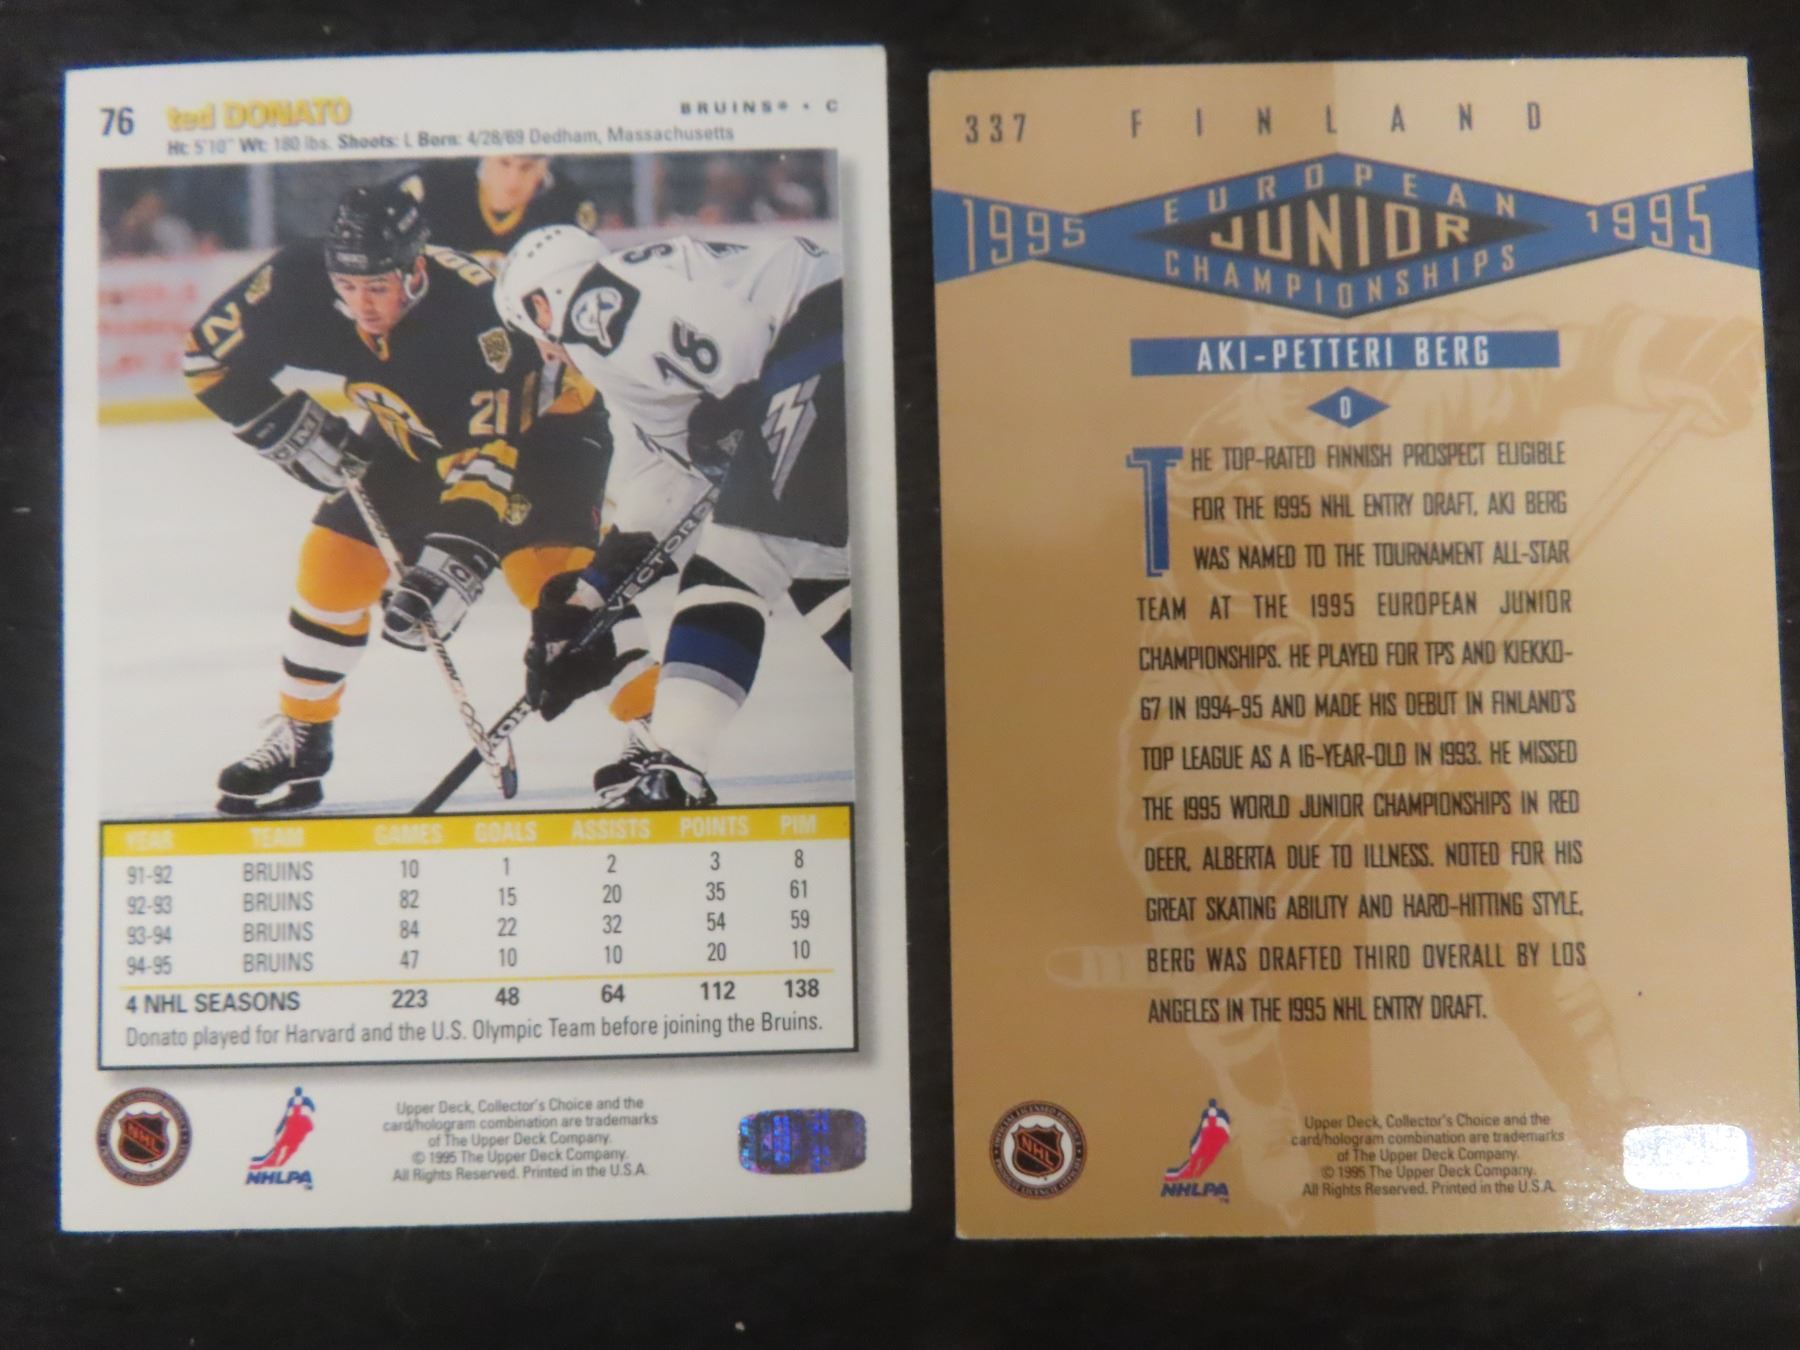 76 ted DONATO BRUINS® • C
Ht: 5'10" Wt: 180 lbs. Shoots: L Born: 4/28/69 Dedham, Massachusetts
21
21
18
VECTOR
KOHO
YEAR TEAM GAMES GOALS ASSISTS POINTS PIM
91-92 BRUINS 10 1 2 3 8
92-93 BRUINS 82 15 20 35 61
93-94 BRUINS 84 22 32 54 59
94-95 BRUINS 47 10 10 20 10
4 NHL SEASONS 223 48 64 112 138
Donato played for Harvard and the U.S. Olympic Team before joining the Bruins.
NHL
NHLPA
Upper Deck, Collector's Choice and the
card/hologram combination are trademarks
of The Upper Deck Company.
© 1995 The Upper Deck Company.
All Rights Reserved. Printed in the U.S.A.
337 FINLAND
1995 EUROPEAN JUNIOR CHAMPIONSHIPS 1995
AKI-PETTERI BERG
D
THE TOP-RATED FINNISH PROSPECT ELIGIBLE
FOR THE 1995 NHL ENTRY DRAFT, AKI BERG
WAS NAMED TO THE TOURNAMENT ALL-STAR
TEAM AT THE 1995 EUROPEAN JUNIOR
CHAMPIONSHIPS. HE PLAYED FOR TPS AND KIEKKO-
67 IN 1994-95 AND MADE HIS DEBUT IN FINLAND'S
TOP LEAGUE AS A 16-YEAR-OLD IN 1993. HE MISSED
THE 1995 WORLD JUNIOR CHAMPIONSHIPS IN RED
DEER, ALBERTA DUE TO ILLNESS. NOTED FOR HIS
GREAT SKATING ABILITY AND HARD-HITTING STYLE,
BERG WAS DRAFTED THIRD OVERALL BY LOS
ANGELES IN THE 1995 NHL ENTRY DRAFT.
NHL
NHLPA
Upper Deck, Collector's Choice and the
card/hologram combination are trademarks
of The Upper Deck Company.
© 1995 The Upper Deck Company.
All Rights Reserved. Printed in the U.S.A.